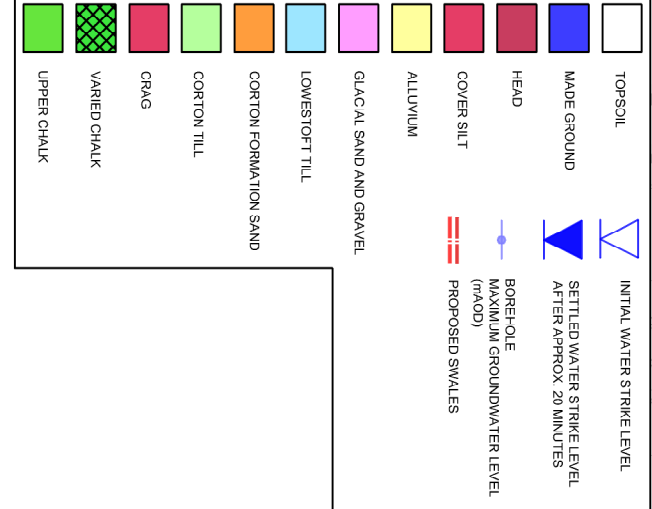 TOPSOIL
MADE GROUND
HEAD
COVER SILT
ALLUVIUM
GLACIAL SAND AND GRAVEL
LOWESTOFT TILL
CORTON FORMATION SAND
CORTON TILL
CRAG
VARIED CHALK
UPPER CHALK
INITIAL WATER STRIKE LEVEL
SETTLED WATER STRIKE LEVEL
AFTER APPROX. 20 MINUTES
BOREHOLE
MAXIMUM GROUNDWATER LEVEL
(mAOD)
PROPOSED SWALES